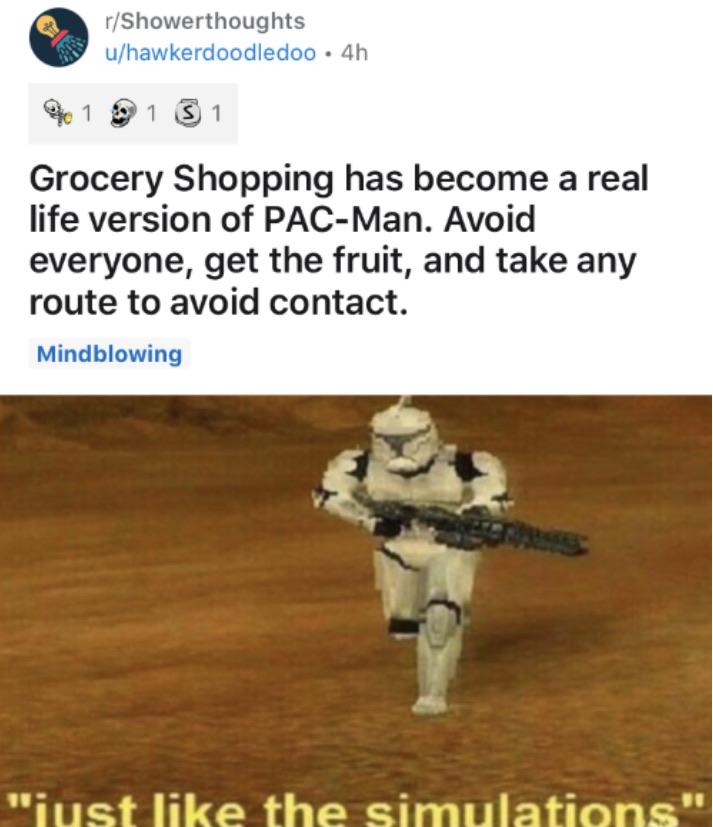 r/Showerthoughts
u/hawkerdoodledoo • 4h
1 1 S 1
Grocery Shopping has become a real
life version of PAC-Man. Avoid
everyone, get the fruit, and take any
route to avoid contact.
Mindblowing
"just like the simulations"